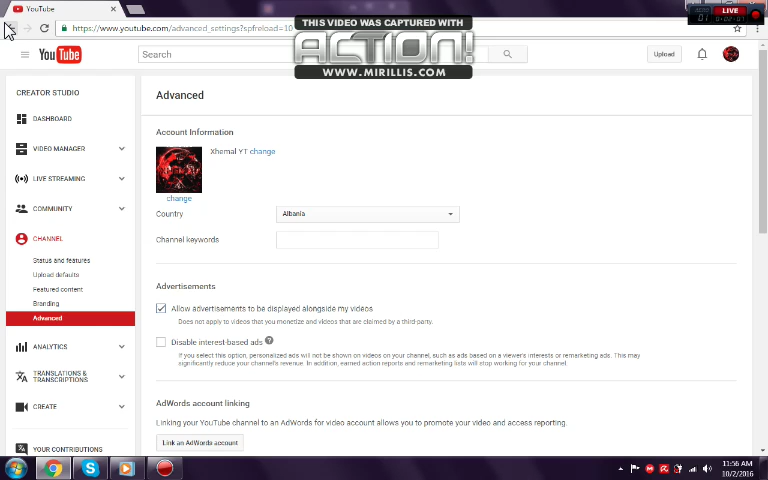 YouTube
THIS VIDEO WAS CAPTURED WITH
ACTION!
WWW.MIRILLIS.COM
LIVE
https://www.youtube.com/advanced_settings?spfreload=10
YouTube
Search
Upload
CREATOR STUDIO
DASHBOARD
VIDEO MANAGER
LIVE STREAMING
COMMUNITY
CHANNEL
Status and features
Upload defaults
Featured content
Branding
Advanced
ANALYTICS
TRANSLATIONS &
TRANSCRIPTIONS
CREATE
YOUR CONTRIBUTIONS
Advanced
Account Information
Xhemal YT change
change
Country
Albania
Channel keywords
Advertisements
Allow advertisements to be displayed alongside my videos
Does not apply to videos that you monetize and videos that are claimed by a third-party.
Disable interest-based ads
If you select this option, personalized ads will not be shown on videos on your channel, such as ads based on a viewer's interests or remarketing ads. This may
significantly reduce your channel's revenue. In addition, earned action reports and remarketing lists will stop working for your channel.
AdWords account linking
Linking your YouTube channel to an AdWords for video account allows you to promote your video and access reporting.
Link an AdWords account
11:56 AM
10/2/2016